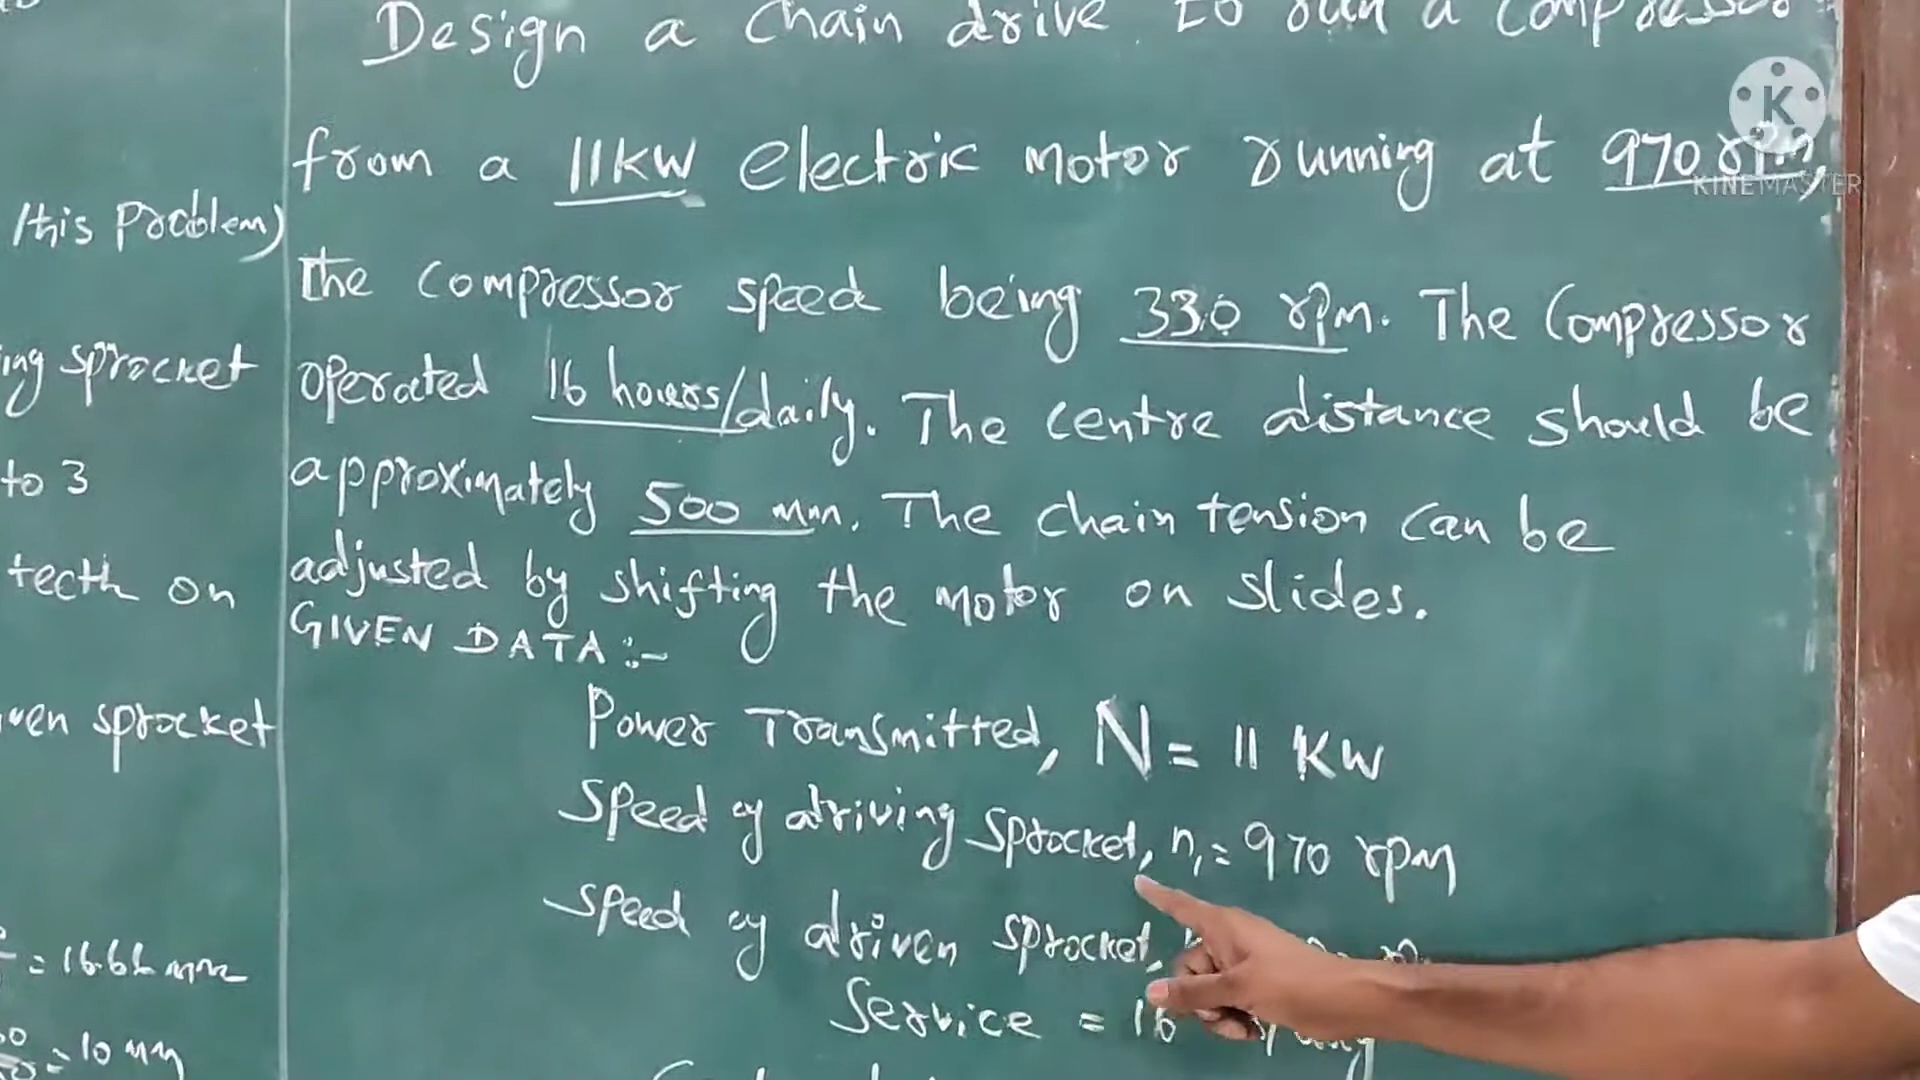 Design a chain drive to run a compressor
from a 11KW electric motor running at 970 rpm,
the compressor speed being 330 rpm. The Compressor
operated 16 hours/daily. The centre distance should be
approximately 500 mm. The chain tension can be
adjusted by shifting the motor on slides.
GIVEN DATA:-
Power Transmitted, N = 11 KW
Speed of driving sprocket, n₁ = 970 rpm
Speed of driven sprocket,
Service = 16
this problem)
ing sprocket
to 3
teeth on
ven sprocket
= 16.66 mm
= 10 mm
K
KINEMASTER